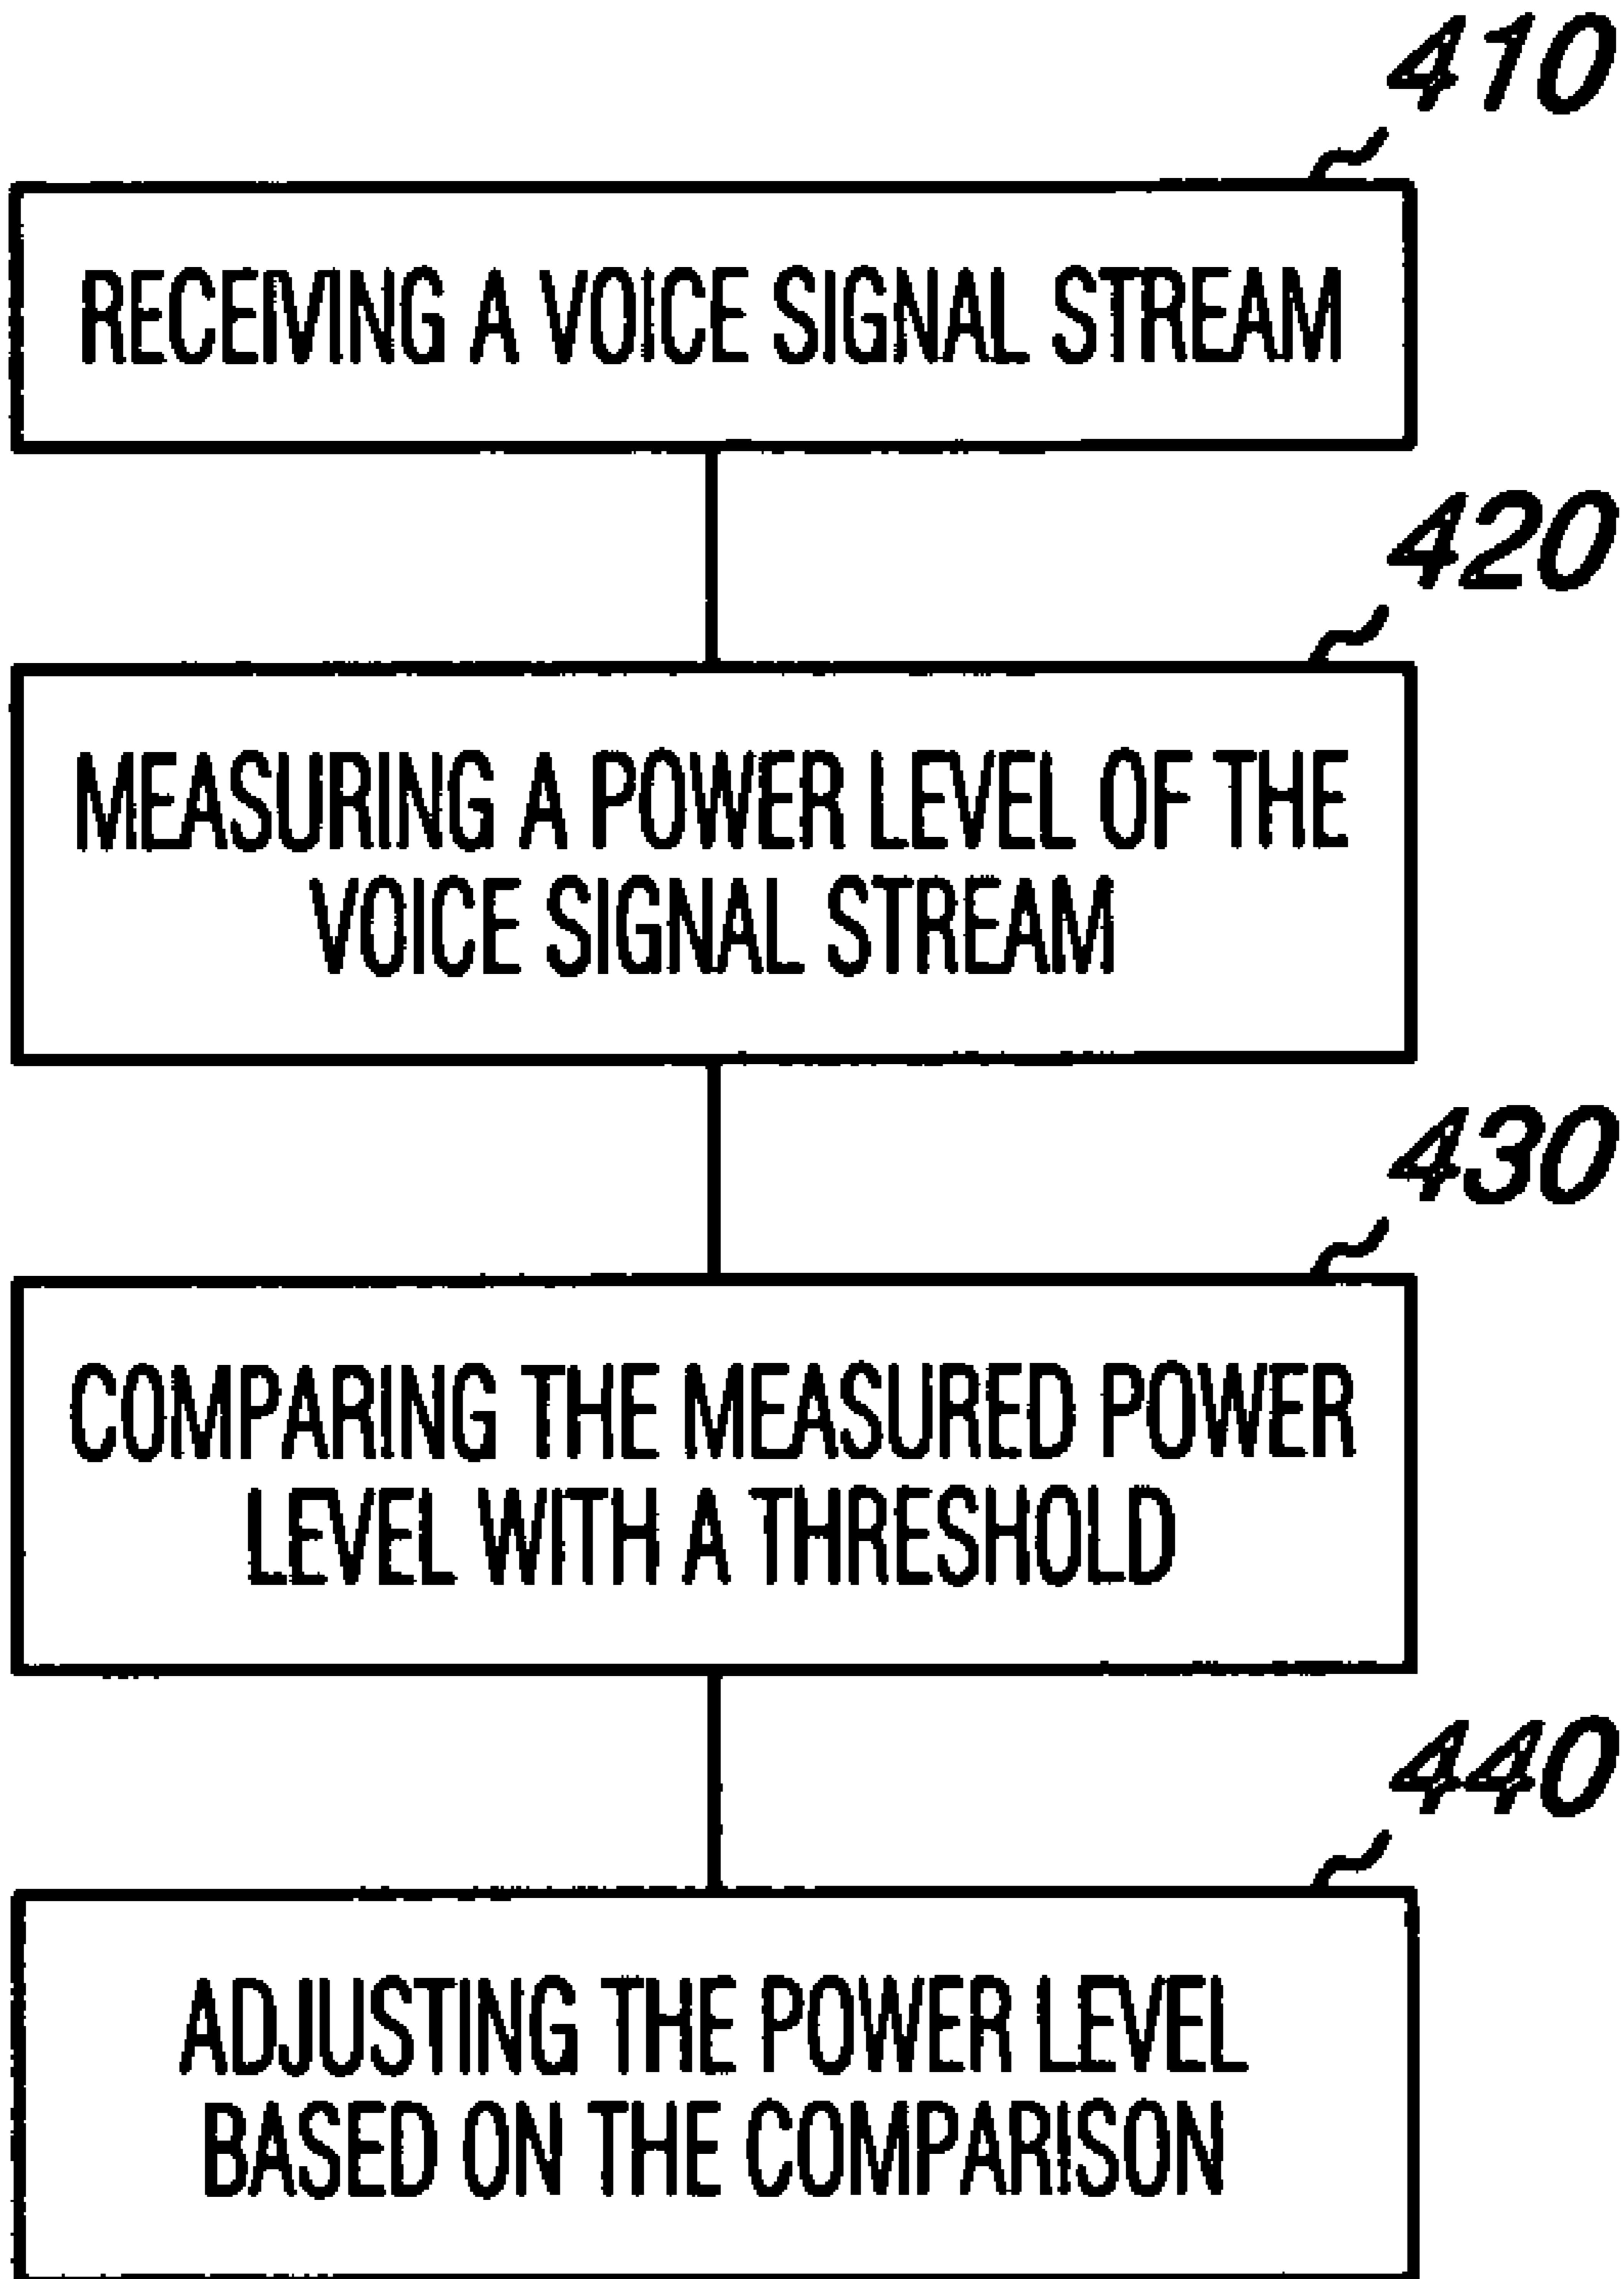 410
RECEIVING A VOICE SIGNAL STREAM
420
MEASURING A POWER LEVEL OF THE
VOICE SIGNAL STREAM
430
COMPARING THE MEASURED POWER
LEVEL WITH A THRESHOLD
440
ADJUSTING THE POWER LEVEL
BASED ON THE COMPARISON